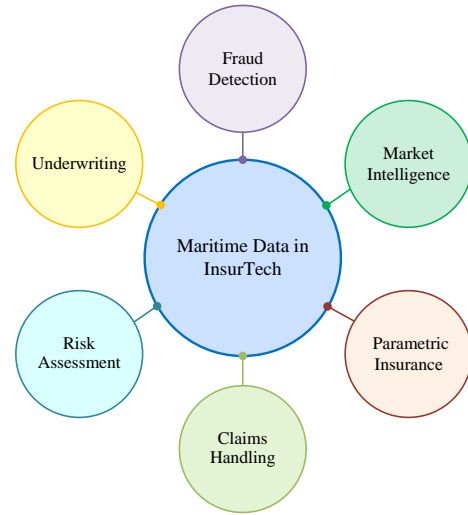 Fraud
Detection
Underwriting
Market
Intelligence
Maritime Data in
InsurTech
Risk
Assessment
Parametric
Insurance
Claims
Handling